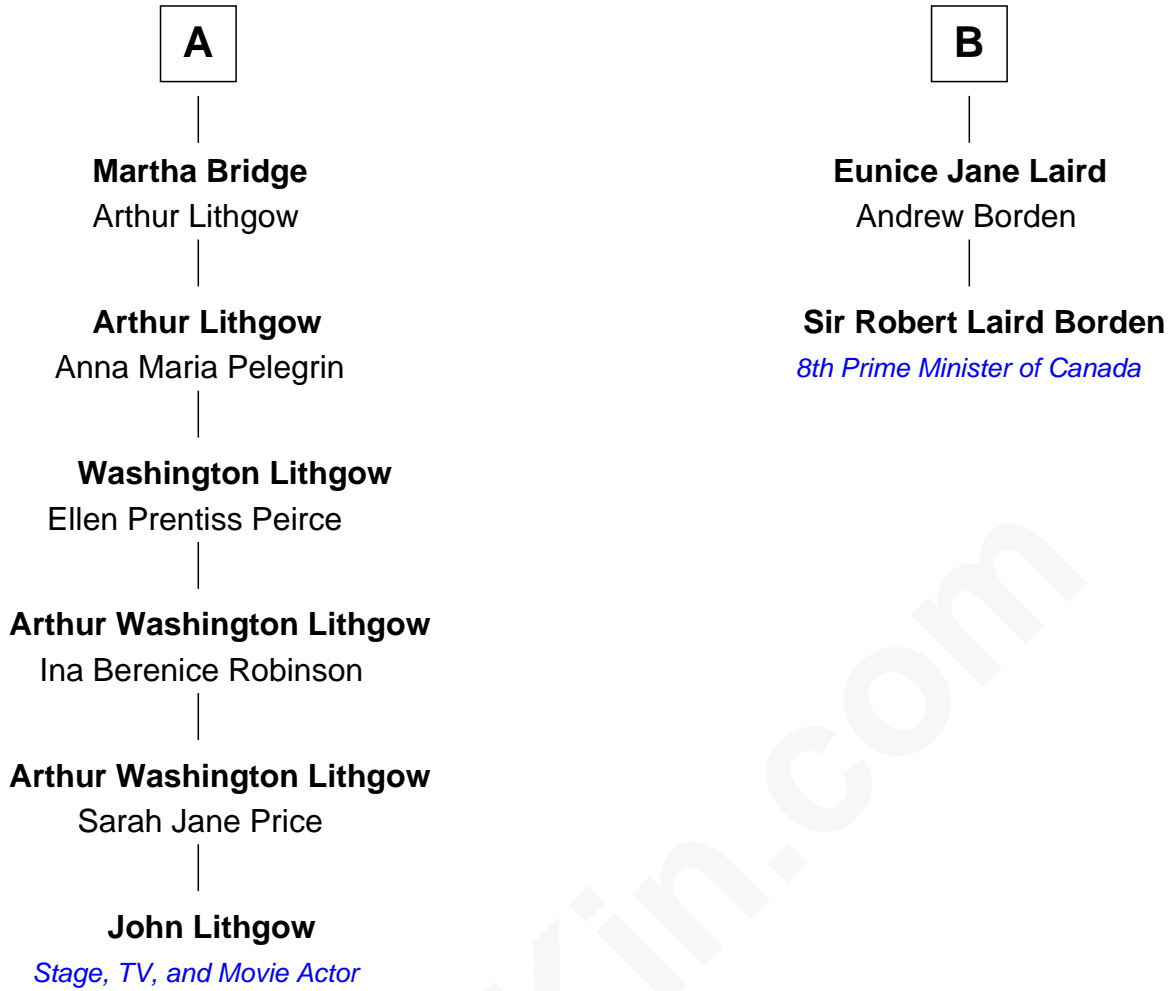 A
Martha Bridge
Arthur Lithgow
Arthur Lithgow
Anna Maria Pelegrin
Washington Lithgow
Ellen Prentiss Peirce
Arthur Washington Lithgow
Ina Berenice Robinson
Arthur Washington Lithgow
Sarah Jane Price
John Lithgow
Stage, TV, and Movie Actor
B
Eunice Jane Laird
Andrew Borden
Sir Robert Laird Borden
8th Prime Minister of Canada
Kin.com